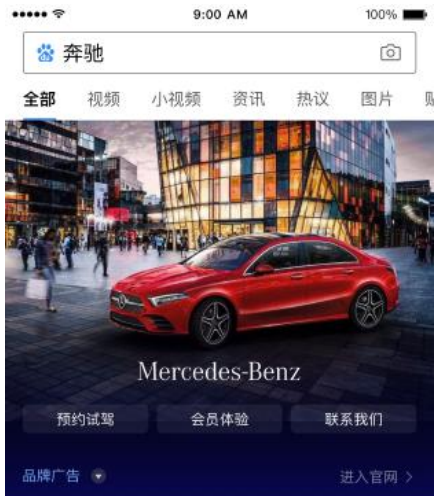 9:00 AM 100%
奔驰
全部 视频 小视频 资讯 热议 图片
Mercedes-Benz
预约试驾 会员体验 联系我们
品牌广告 进入官网